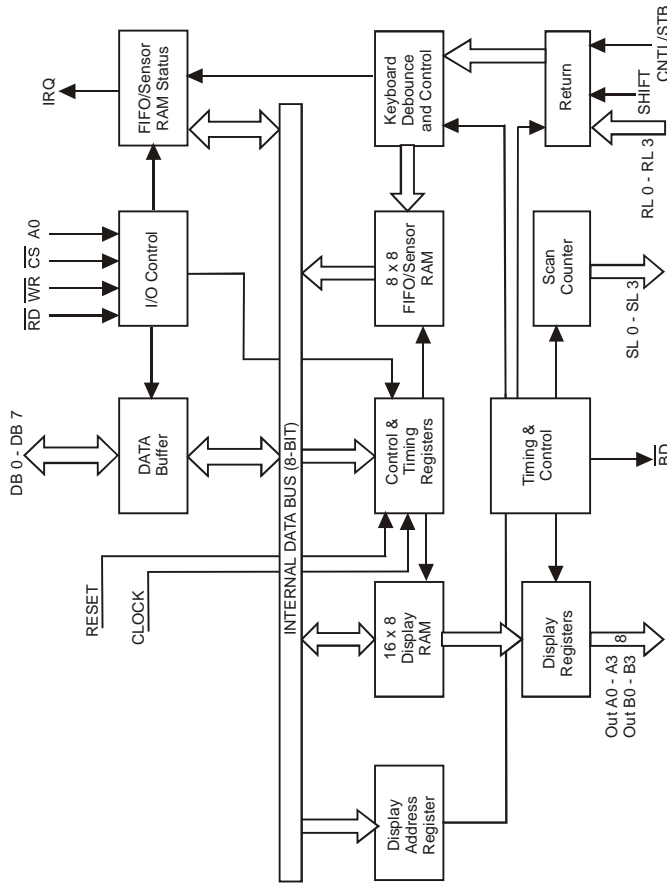 DB 0 - DB 7
RD WR CS A0
IRQ
RESET
CLOCK
DATA
Buffer
I/O Control
FIFO/Sensor
RAM Status
INTERNAL DATA BUS (8-BIT)
Display
Address
Register
16 x 8
Display
RAM
Control &
Timing
Registers
8 x 8
FIFO/Sensor
RAM
Keyboard
Debounce
and Control
Display
Registers
Timing &
Control
Scan
Counter
Return
8
Out A0 - A3
Out B0 - B3
BD
SL 0 - SL 3
RL 0 - RL 3
SHIFT
CNTL/STB